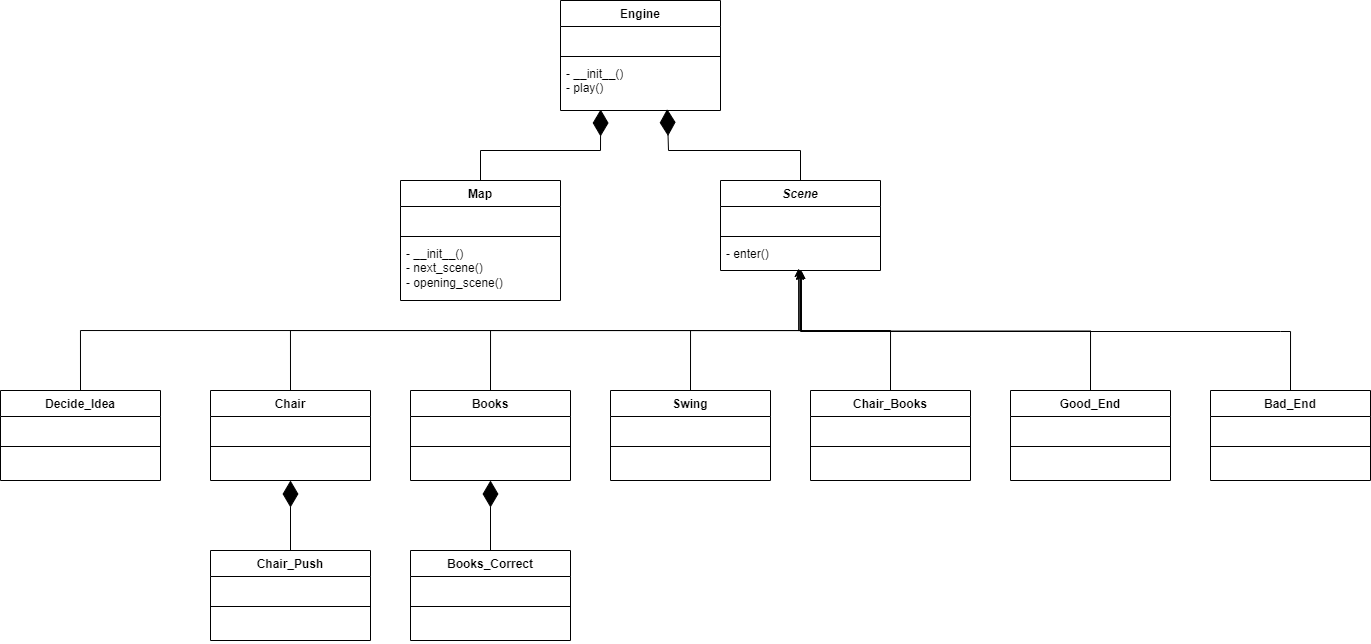 Engine
- __init__()
- play()
Map
- __init__()
- next_scene()
- opening_scene()
Scene
- enter()
Decide_Idea
Chair
Books
Swing
Chair_Books
Good_End
Bad_End
Chair_Push
Books_Correct